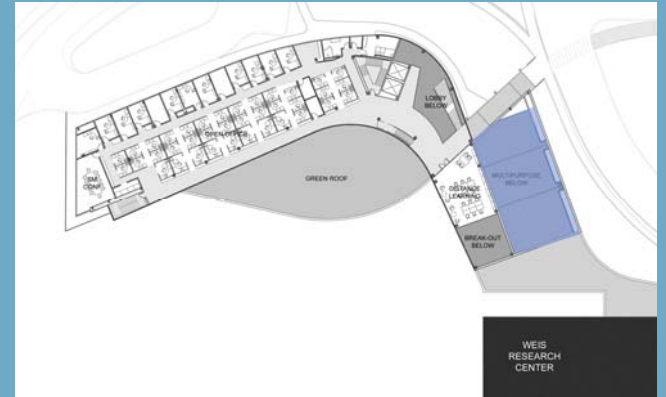 LOBBY
BELOW
OPEN OFFICE
SM
CONF
GREEN ROOF
DISTANCE
LEARNING
MULTIPURPOSE
BELOW
BREAK-OUT
BELOW
WEIS
RESEARCH
CENTER